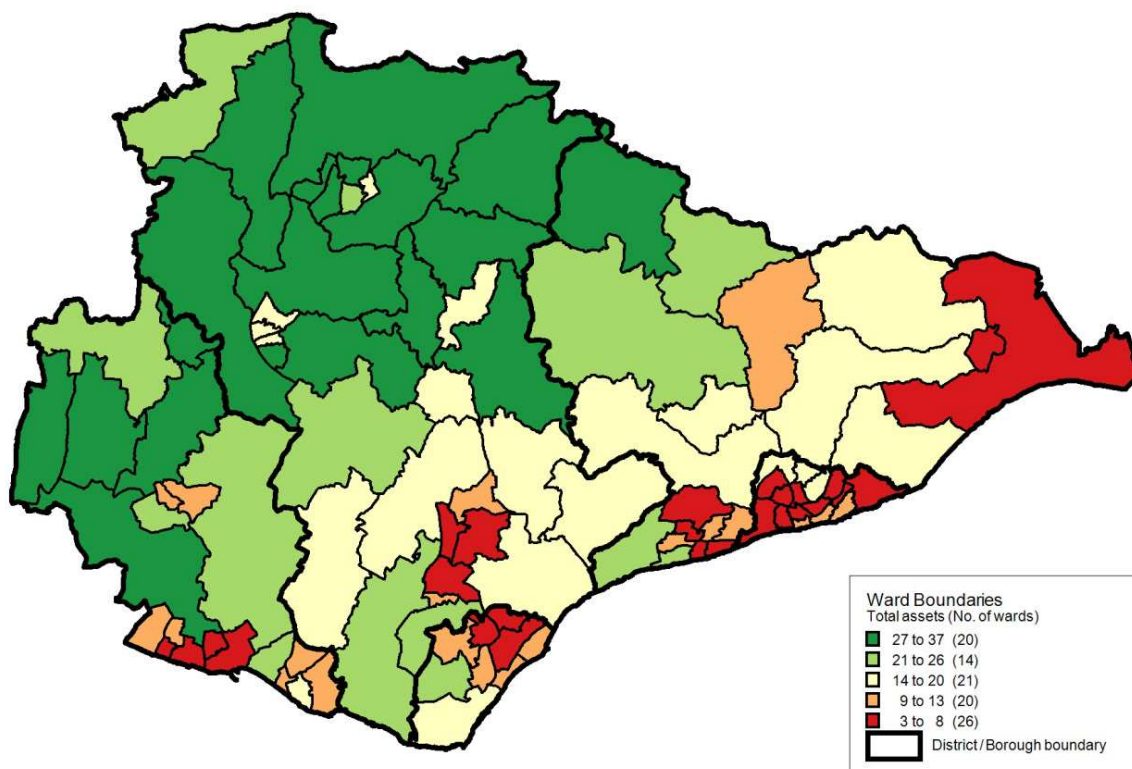 Ward Boundaries
Total assets (No. of wards)
27 to 37 (20)
21 to 26 (14)
14 to 20 (21)
9 to 13 (20)
3 to 8 (26)
District / Borough boundary